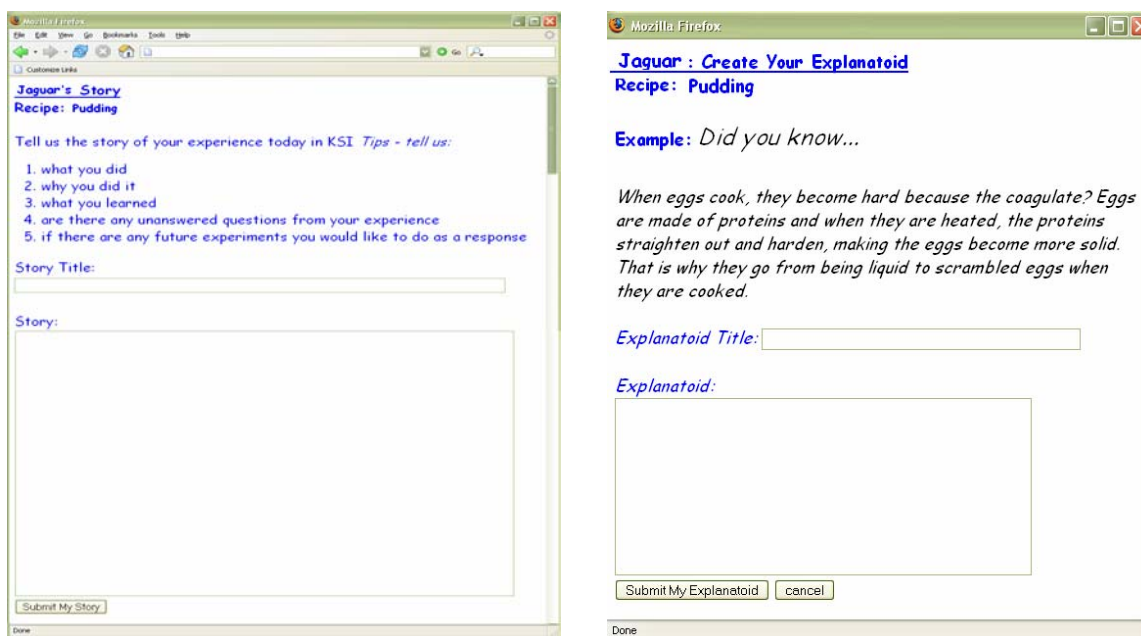 Mozilla Firefox
File Edit View Go Bookmarks Tools Help
Go
Customize Links
Jaguar's Story
Recipe: Pudding
Tell us the story of your experience today in KSI Tips - tell us:
1. what you did
2. why you did it
3. what you learned
4. are there any unanswered questions from your experience
5. if there are any future experiments you would like to do as a response
Story Title:
Story:
Submit My Story
Done
Mozilla Firefox
Jaguar : Create Your Explanatoid
Recipe: Pudding
Example: Did you know...
When eggs cook, they become hard because the coagulate? Eggs
are made of proteins and when they are heated, the proteins
straighten out and harden, making the eggs become more solid.
That is why they go from being liquid to scrambled eggs when
they are cooked.
Explanatoid Title:
Explanatoid:
Submit My Explanatoid cancel
Done